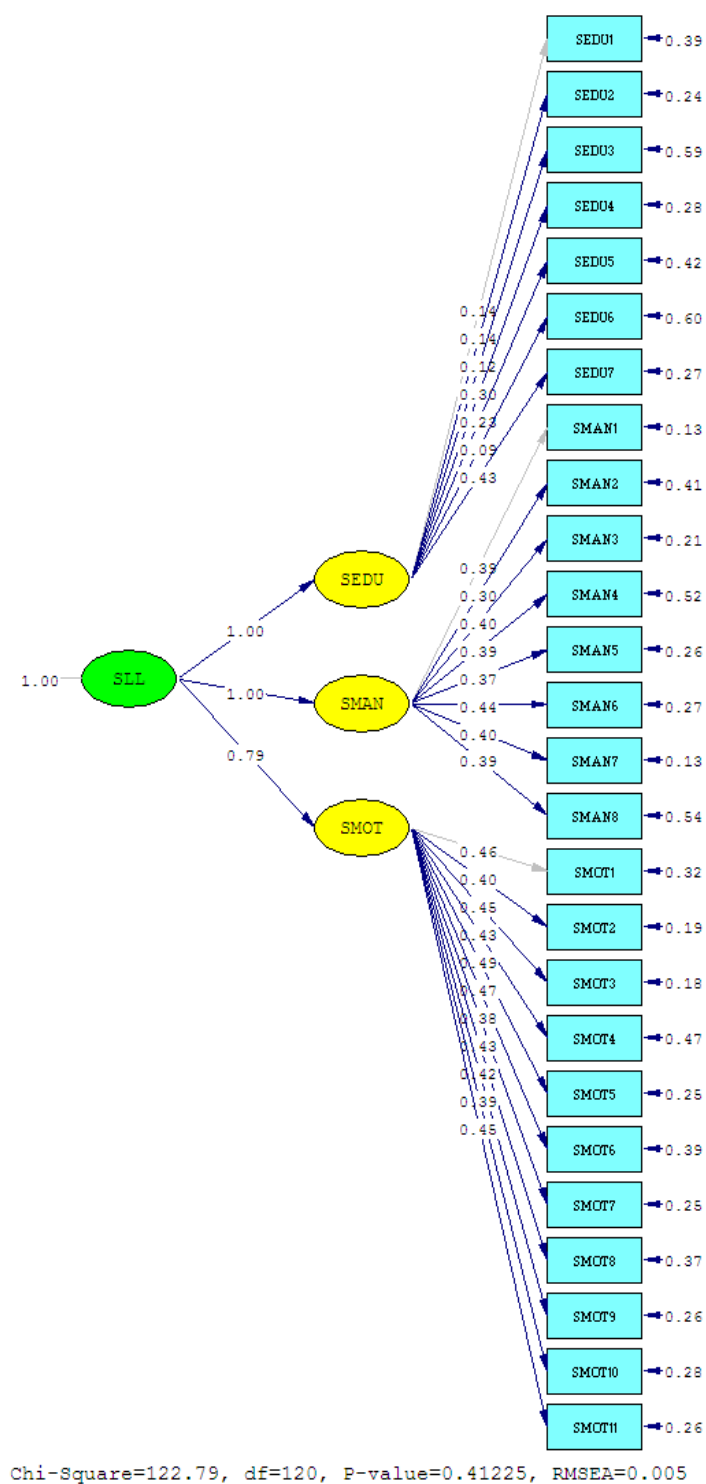 SEDU1 0.39
SEDU2 0.24
SEDU3 0.59
SEDU4 0.28
SEDU5 0.42
0.14
SEDU6 0.60
0.14
0.12
SEDU7 0.27
0.30
0.23
SMAN1 0.13
0.09
0.43
SMAN2 0.41
SMAN3 0.21
0.39
SEDU
SMAN4 0.52
0.30
0.40
1.00
SMAN5 0.26
0.39
1.00 SLL
0.37
1.00
SMAN SMAN6 0.27
0.44
0.40
SMAN7 0.13
0.79
0.39
SMAN8 0.54
SMOT
0.46
SMOT1 0.32
0.40
0.45
SMOT2 0.19
0.43
0.49
SMOT3 0.18
0.47
.38
SMOT4 0.47
.43
.42
SMOT5 0.25
0.39
0.45
SMOT6 0.39
SMOT7 0.25
SMOT8 0.37
SMOT9 0.26
SMOT10 0.28
SMOT11 0.26
Chi-Square=122.79, df=120, P-value=0.41225, RMSEA=0.005